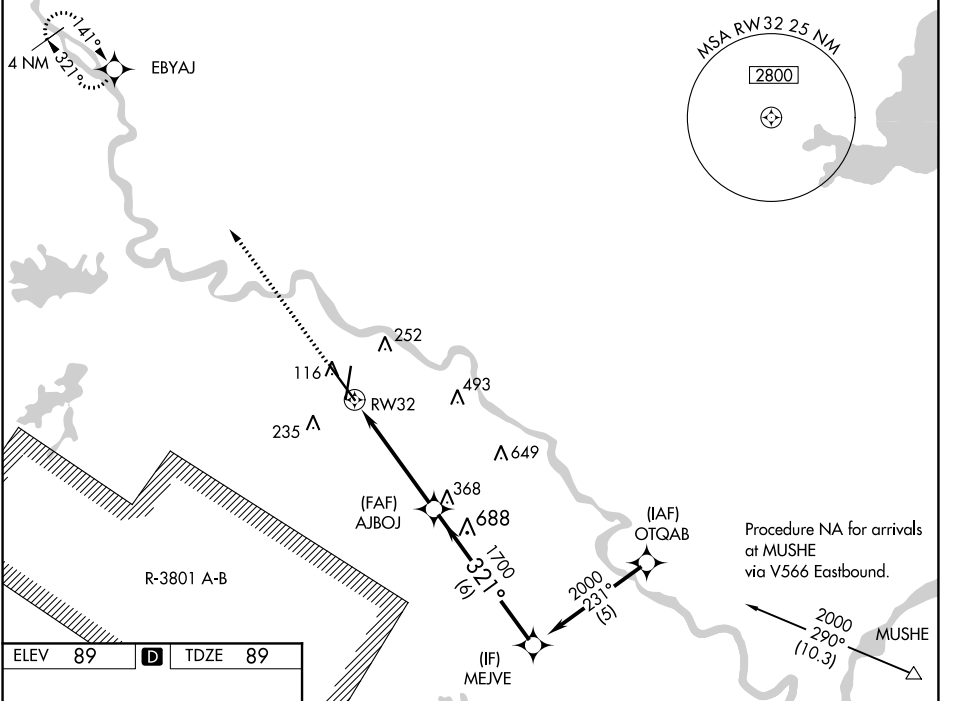 141°
321°
4 NM
EBYAJ
MSA RW32 25 NM
2800
252
116
493
RW32
235
649
(FAF)
AJBOJ
368
688
(IAF)
OTQAB
Procedure NA for arrivals
at MUSHE
via V566 Eastbound.
R-3801 A-B
1700
321°
(6)
2000
231°
(5)
2000
290°
(10.3)
MUSHE
(IF)
MEJVE
ELEV 89 D TDZE 89